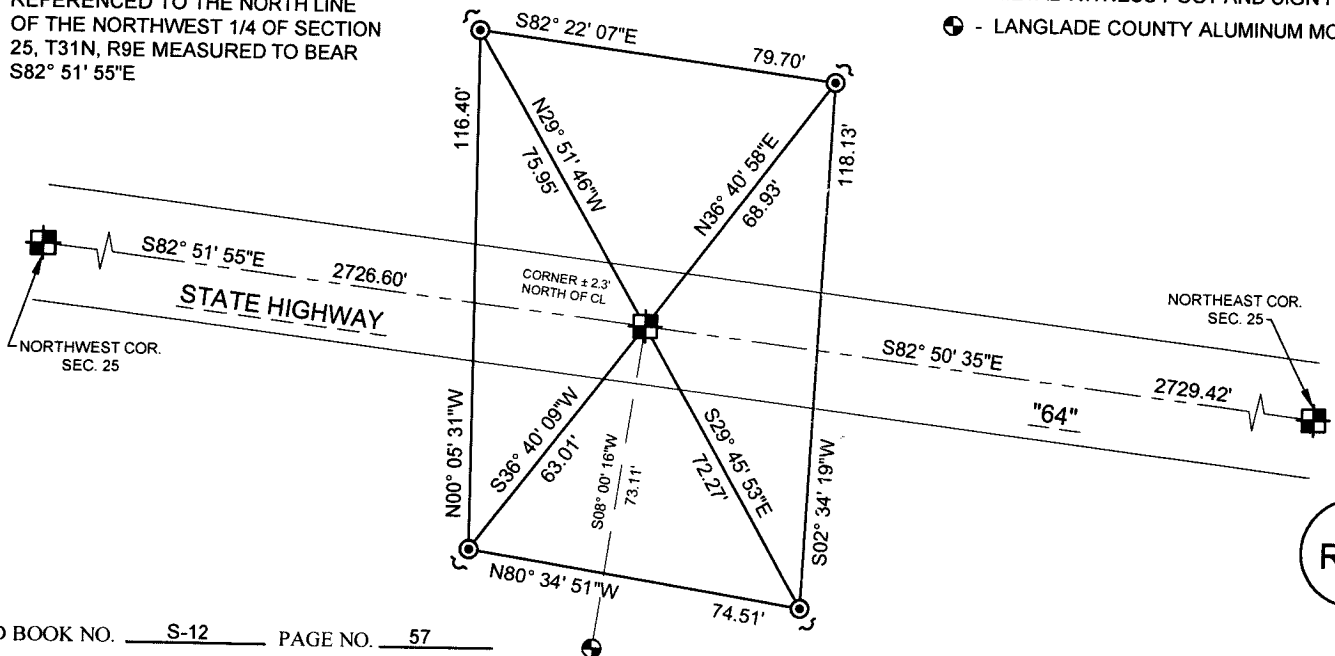 REFERENCED TO THE NORTH LINE
OF THE NORTHWEST 1/4 OF SECTION
25, T31N, R9E MEASURED TO BEAR
S82° 51' 55"E
- LANGLADE COUNTY ALUMINUM
S82° 22' 07"E
79.70'
116.40'
N29° 51' 46"W
75.95'
N36° 40' 58"E
68.93'
118.13'
S82° 51' 55"E
2726.60'
STATE HIGHWAY
CORNER ± 2.3'
NORTH OF CL
NORTHWEST COR.
SEC. 25
NORTHEAST COR.
SEC. 25
S82° 50' 35"E
2729.42'
"64"
N00° 05' 31"W
S36° 40' 09"W
63.01'
S08° 00' 16"W
73.11'
S29° 45' 53"E
72.27'
S02° 34' 19"W
N80° 34' 51"W
74.51'
R
BOOK NO. S-12 PAGE NO. 57